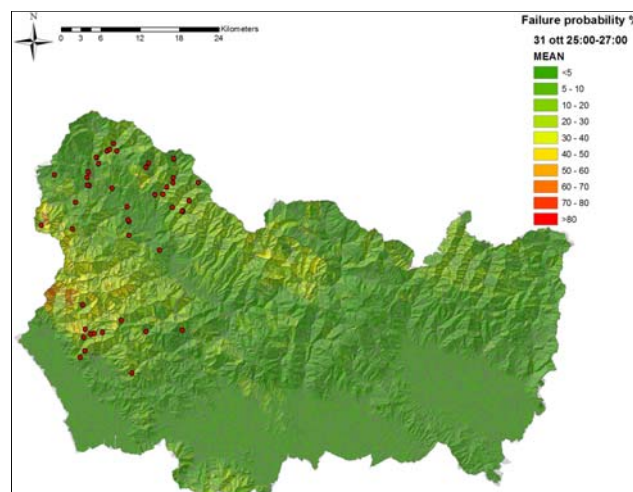 Failure probability %
N
Kilometers
0 3 6 12 18 24
31 ott 25:00-27:00
MEAN
<5
5 - 10
10 - 20
20 - 30
30 - 40
40 - 50
50 - 60
60 - 70
70 - 80
>80